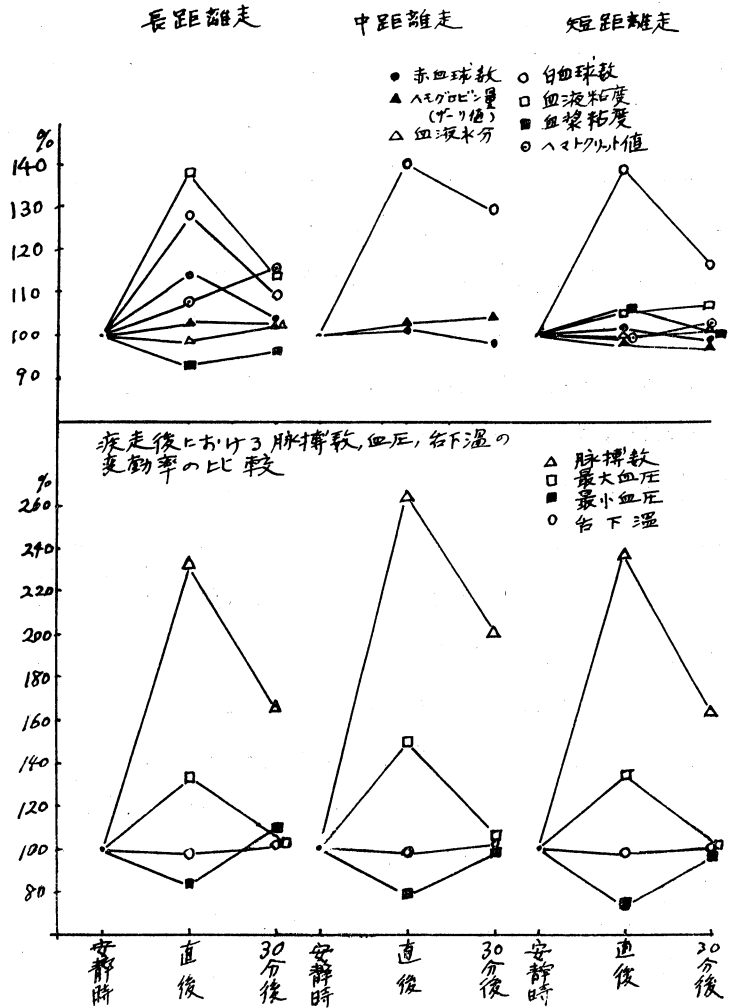 長距離走 中距離走 短距離走
● 赤血球数 ○ 白血球数
▲ ヘモグロビン量 □ 血液粘度
(ザーリ値) ■ 血漿粘度
△ 血液水分 ⊙ ヘマトクリット値
%
140
130
120
110
100
90
疾走後における脈搏数,血圧,舌下温の
変動率の比較
△ 脈搏数
□ 最大血圧
■ 最小血圧
○ 舌下温
%
260
240
220
200
180
160
140
120
100
80
安静時 直後 30分後 安静時 直後 30分後 安静時 直後 30分後